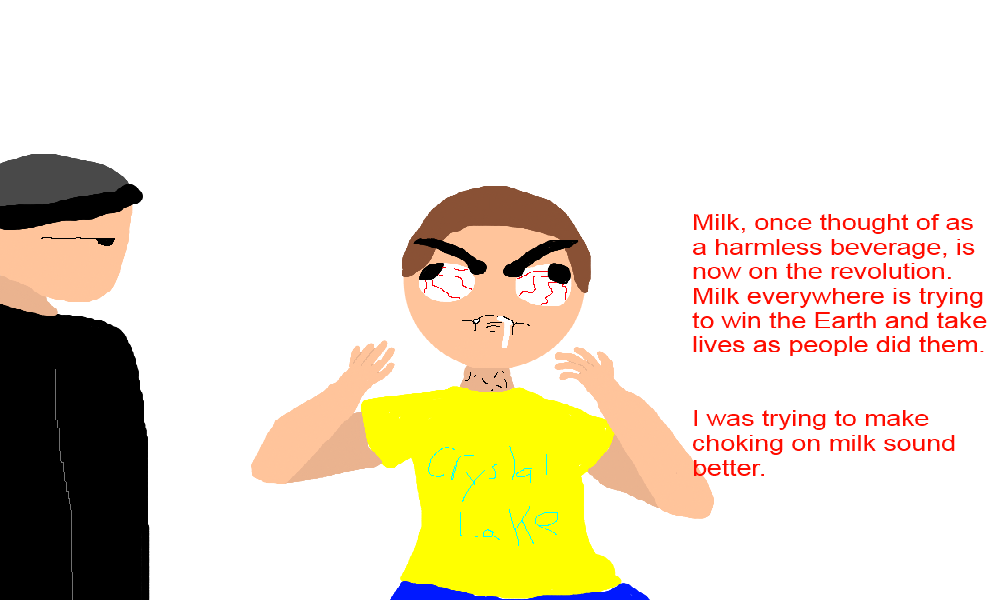 Milk, once thought of as
a harmless beverage, is
now on the revolution.
Milk everywhere is trying
to win the Earth and take
lives as people did them.
I was trying to make
choking on milk sound
better.
Crystal
Lake